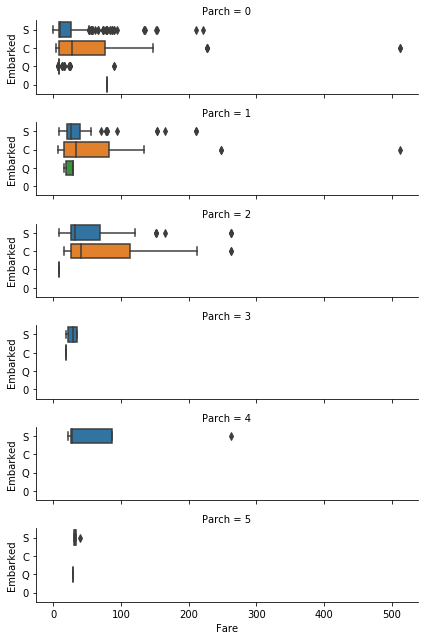 Parch = 0
Embarked
S
C
Q
0
Parch = 1
Embarked
S
C
Q
0
Parch = 2
Embarked
S
C
Q
0
Parch = 3
Embarked
S
C
Q
0
Parch = 4
Embarked
S
C
Q
0
Parch = 5
Embarked
S
C
Q
0
0 100 200 300 400 500
Fare